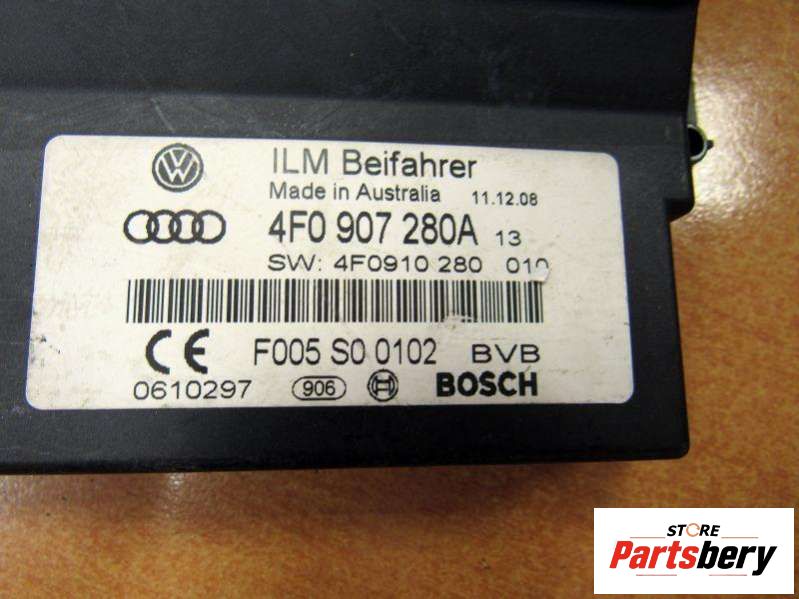 ILM Beifahrer
Made in Australia 11.12.08
4F0 907 280A 13
SW: 4F0910 280 010
CE F005 S0 0102 BVB
0610297 906 BOSCH
STORE
Partsbery